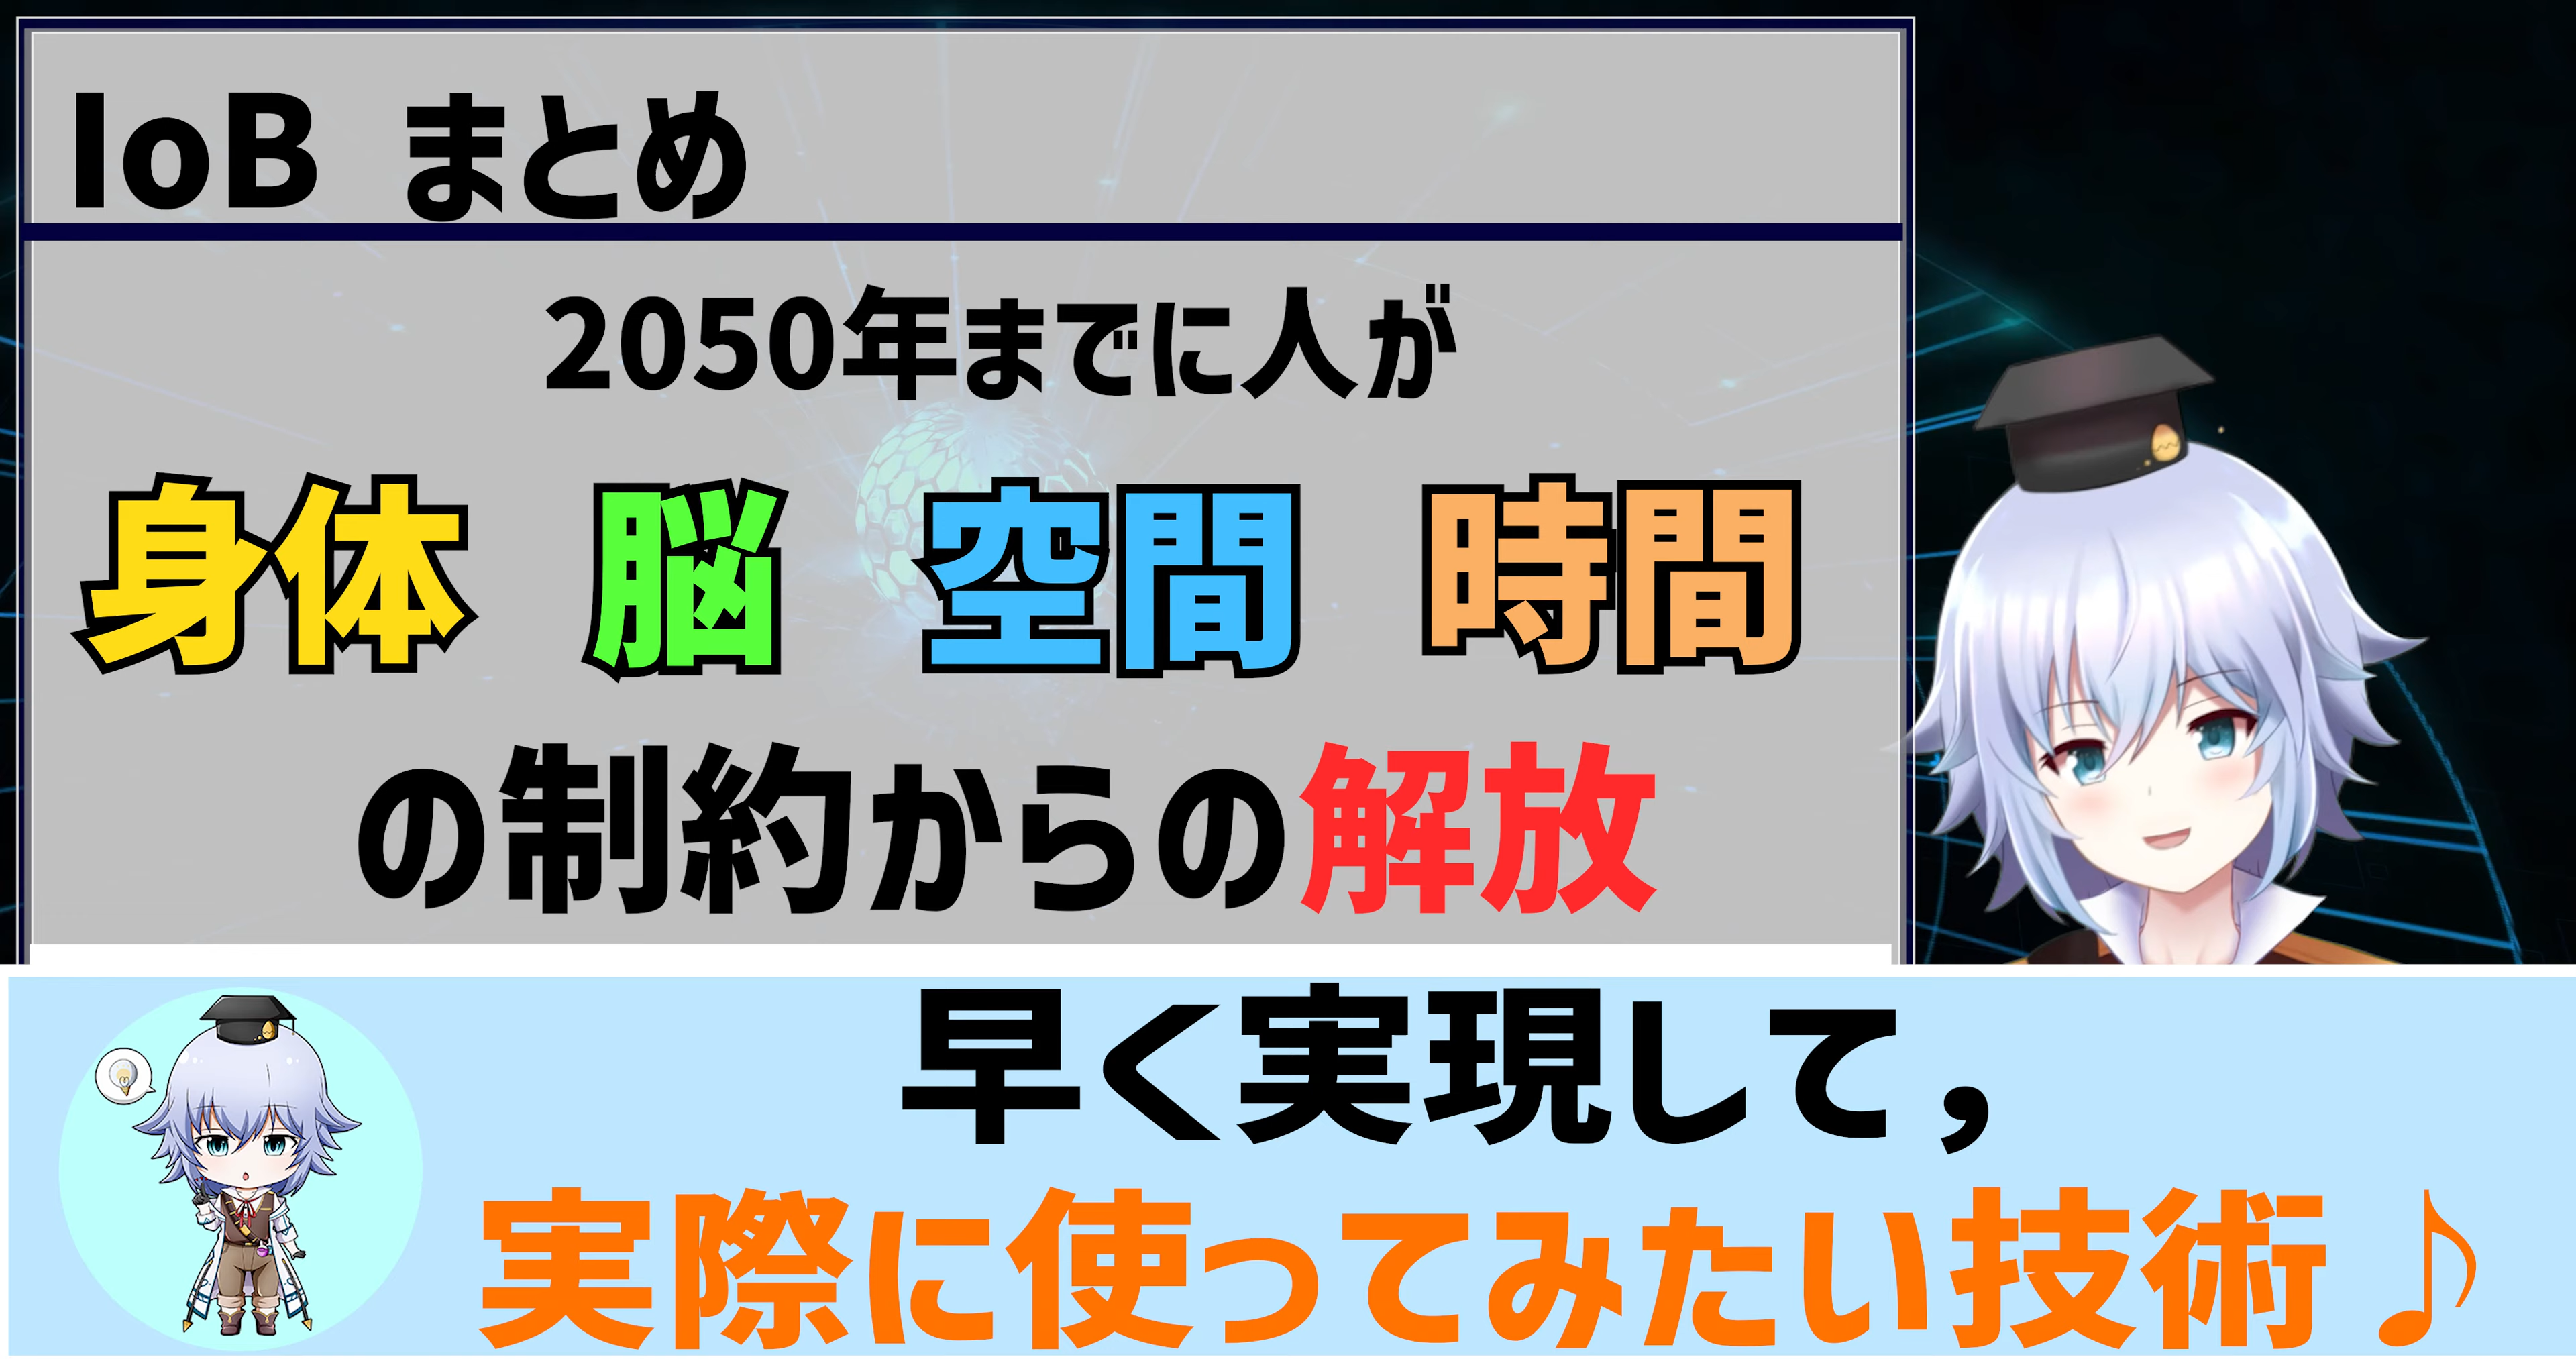 IoB まとめ
2050年までに人が
身体 脳 空間 時間
の制約からの解放
早く実現して，
実際に使ってみたい技術♪